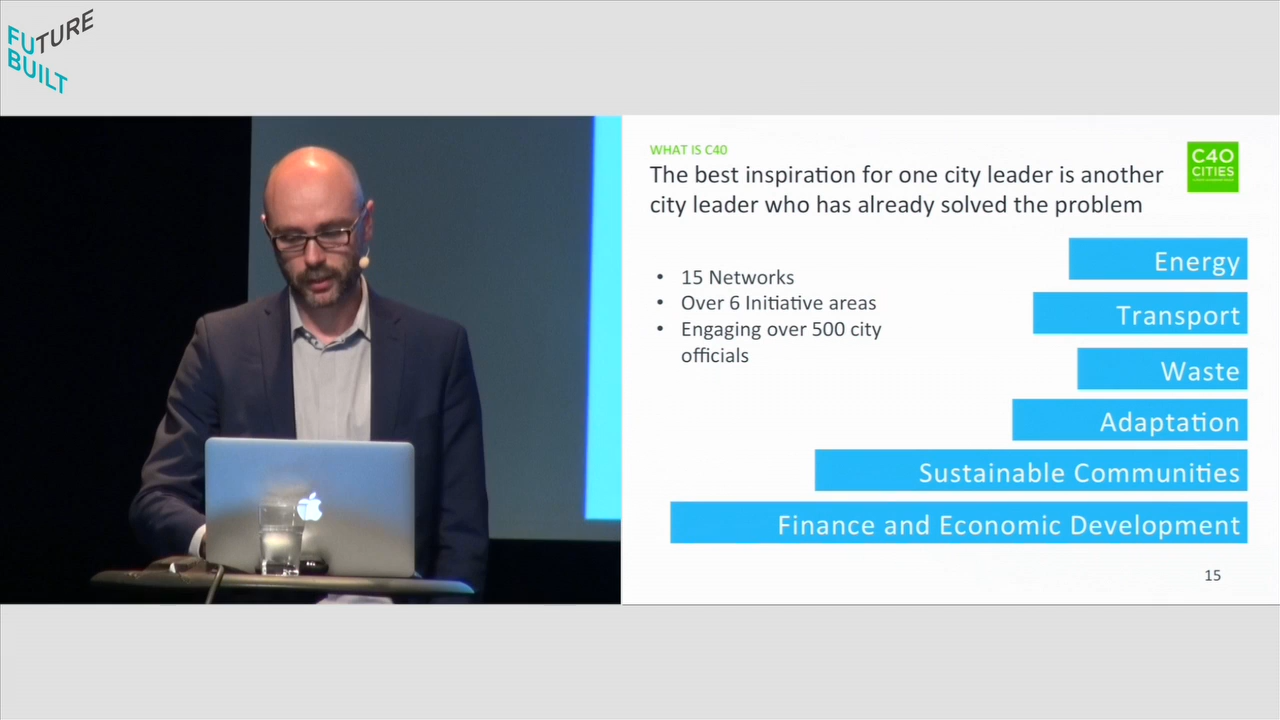 FUTURE
BUILT
WHAT IS C40
The best inspiration for one city leader is another
city leader who has already solved the problem
C40
CITIES
• 15 Networks
• Over 6 Initiative areas
• Engaging over 500 city
officials
Energy
Transport
Waste
Adaptation
Sustainable Communities
Finance and Economic Development
15